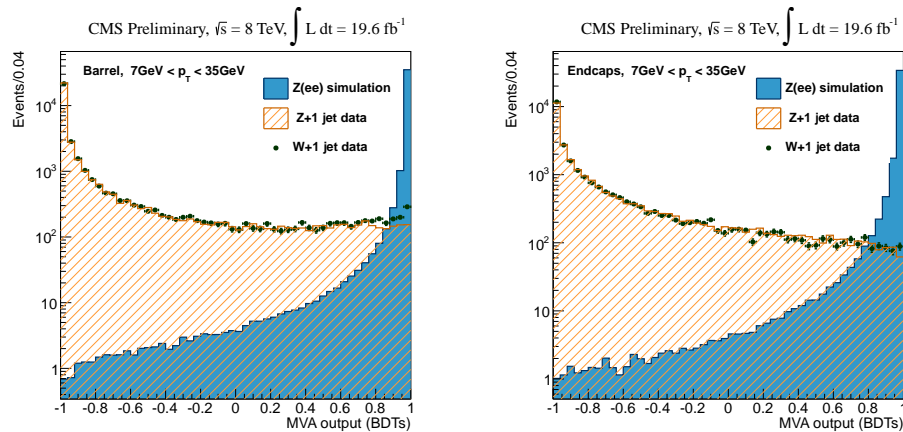 CMS Preliminary, √s = 8 TeV, ∫ L dt = 19.6 fb⁻¹
Events/0.04
Barrel, 7GeV < p_T < 35GeV
Z(ee) simulation
Z+1 jet data
W+1 jet data
10⁴
10³
10²
10
1
-1 -0.8 -0.6 -0.4 -0.2 0 0.2 0.4 0.6 0.8 1
MVA output (BDTs)
CMS Preliminary, √s = 8 TeV, ∫ L dt = 19.6 fb⁻¹
Events/0.04
Endcaps, 7GeV < p_T < 35GeV
Z(ee) simulation
Z+1 jet data
W+1 jet data
10⁴
10³
10²
10
1
-1 -0.8 -0.6 -0.4 -0.2 0 0.2 0.4 0.6 0.8 1
MVA output (BDTs)